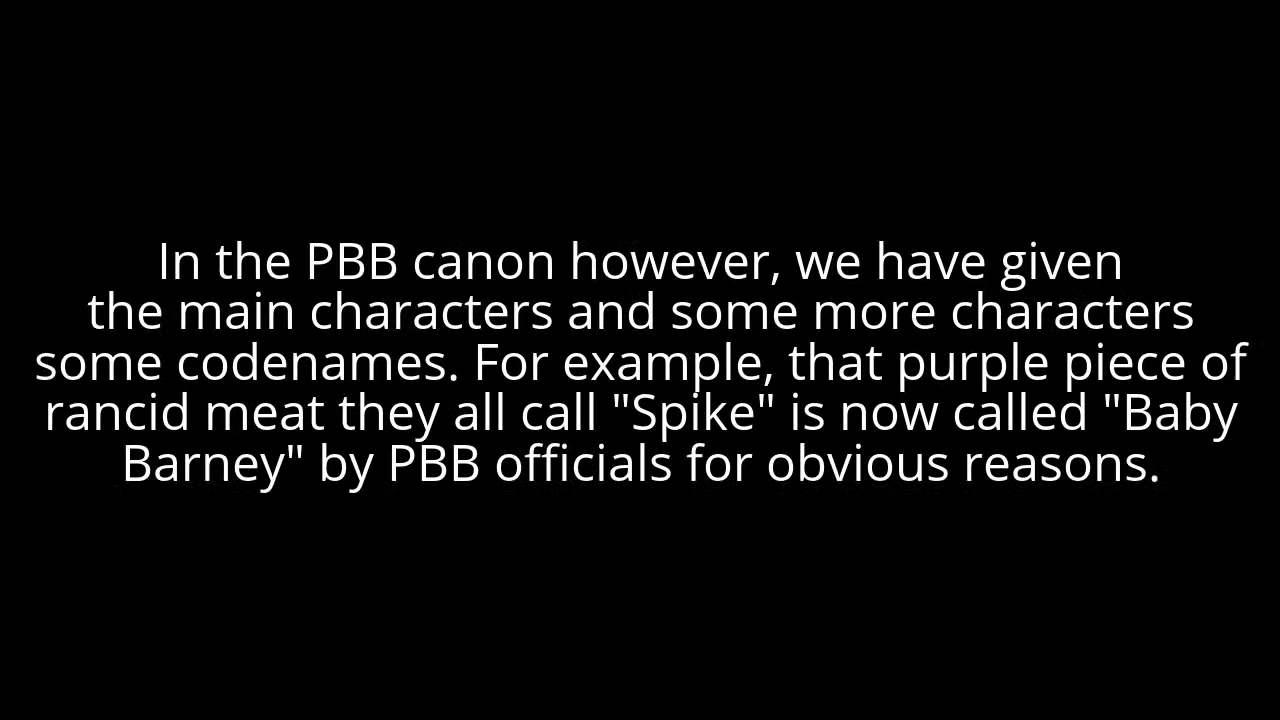 In the PBB canon however, we have given
the main characters and some more characters
some codenames. For example, that purple piece of
rancid meat they all call "Spike" is now called "Baby
Barney" by PBB officials for obvious reasons.